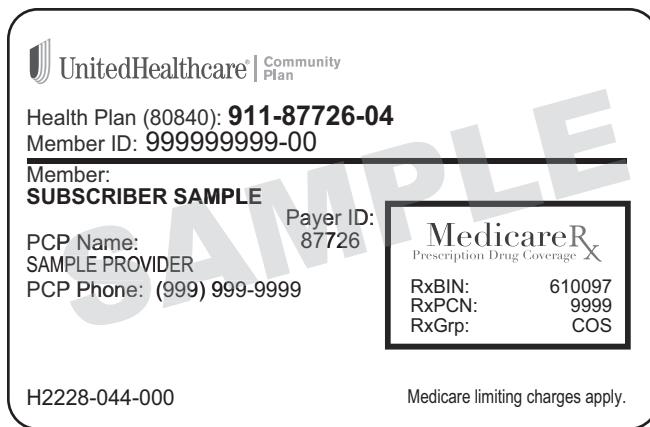 UnitedHealthcare® | Community Plan
Health Plan (80840): 911-87726-04
Member ID: 999999999-00
Member:
SUBSCRIBER SAMPLE
Payer ID:
87726
PCP Name:
SAMPLE PROVIDER
PCP Phone: (999) 999-9999
MedicareRx
Prescription Drug Coverage
RxBIN: 610097
RxPCN: 9999
RxGrp: COS
H2228-044-000
Medicare limiting charges apply.
SAMPLE